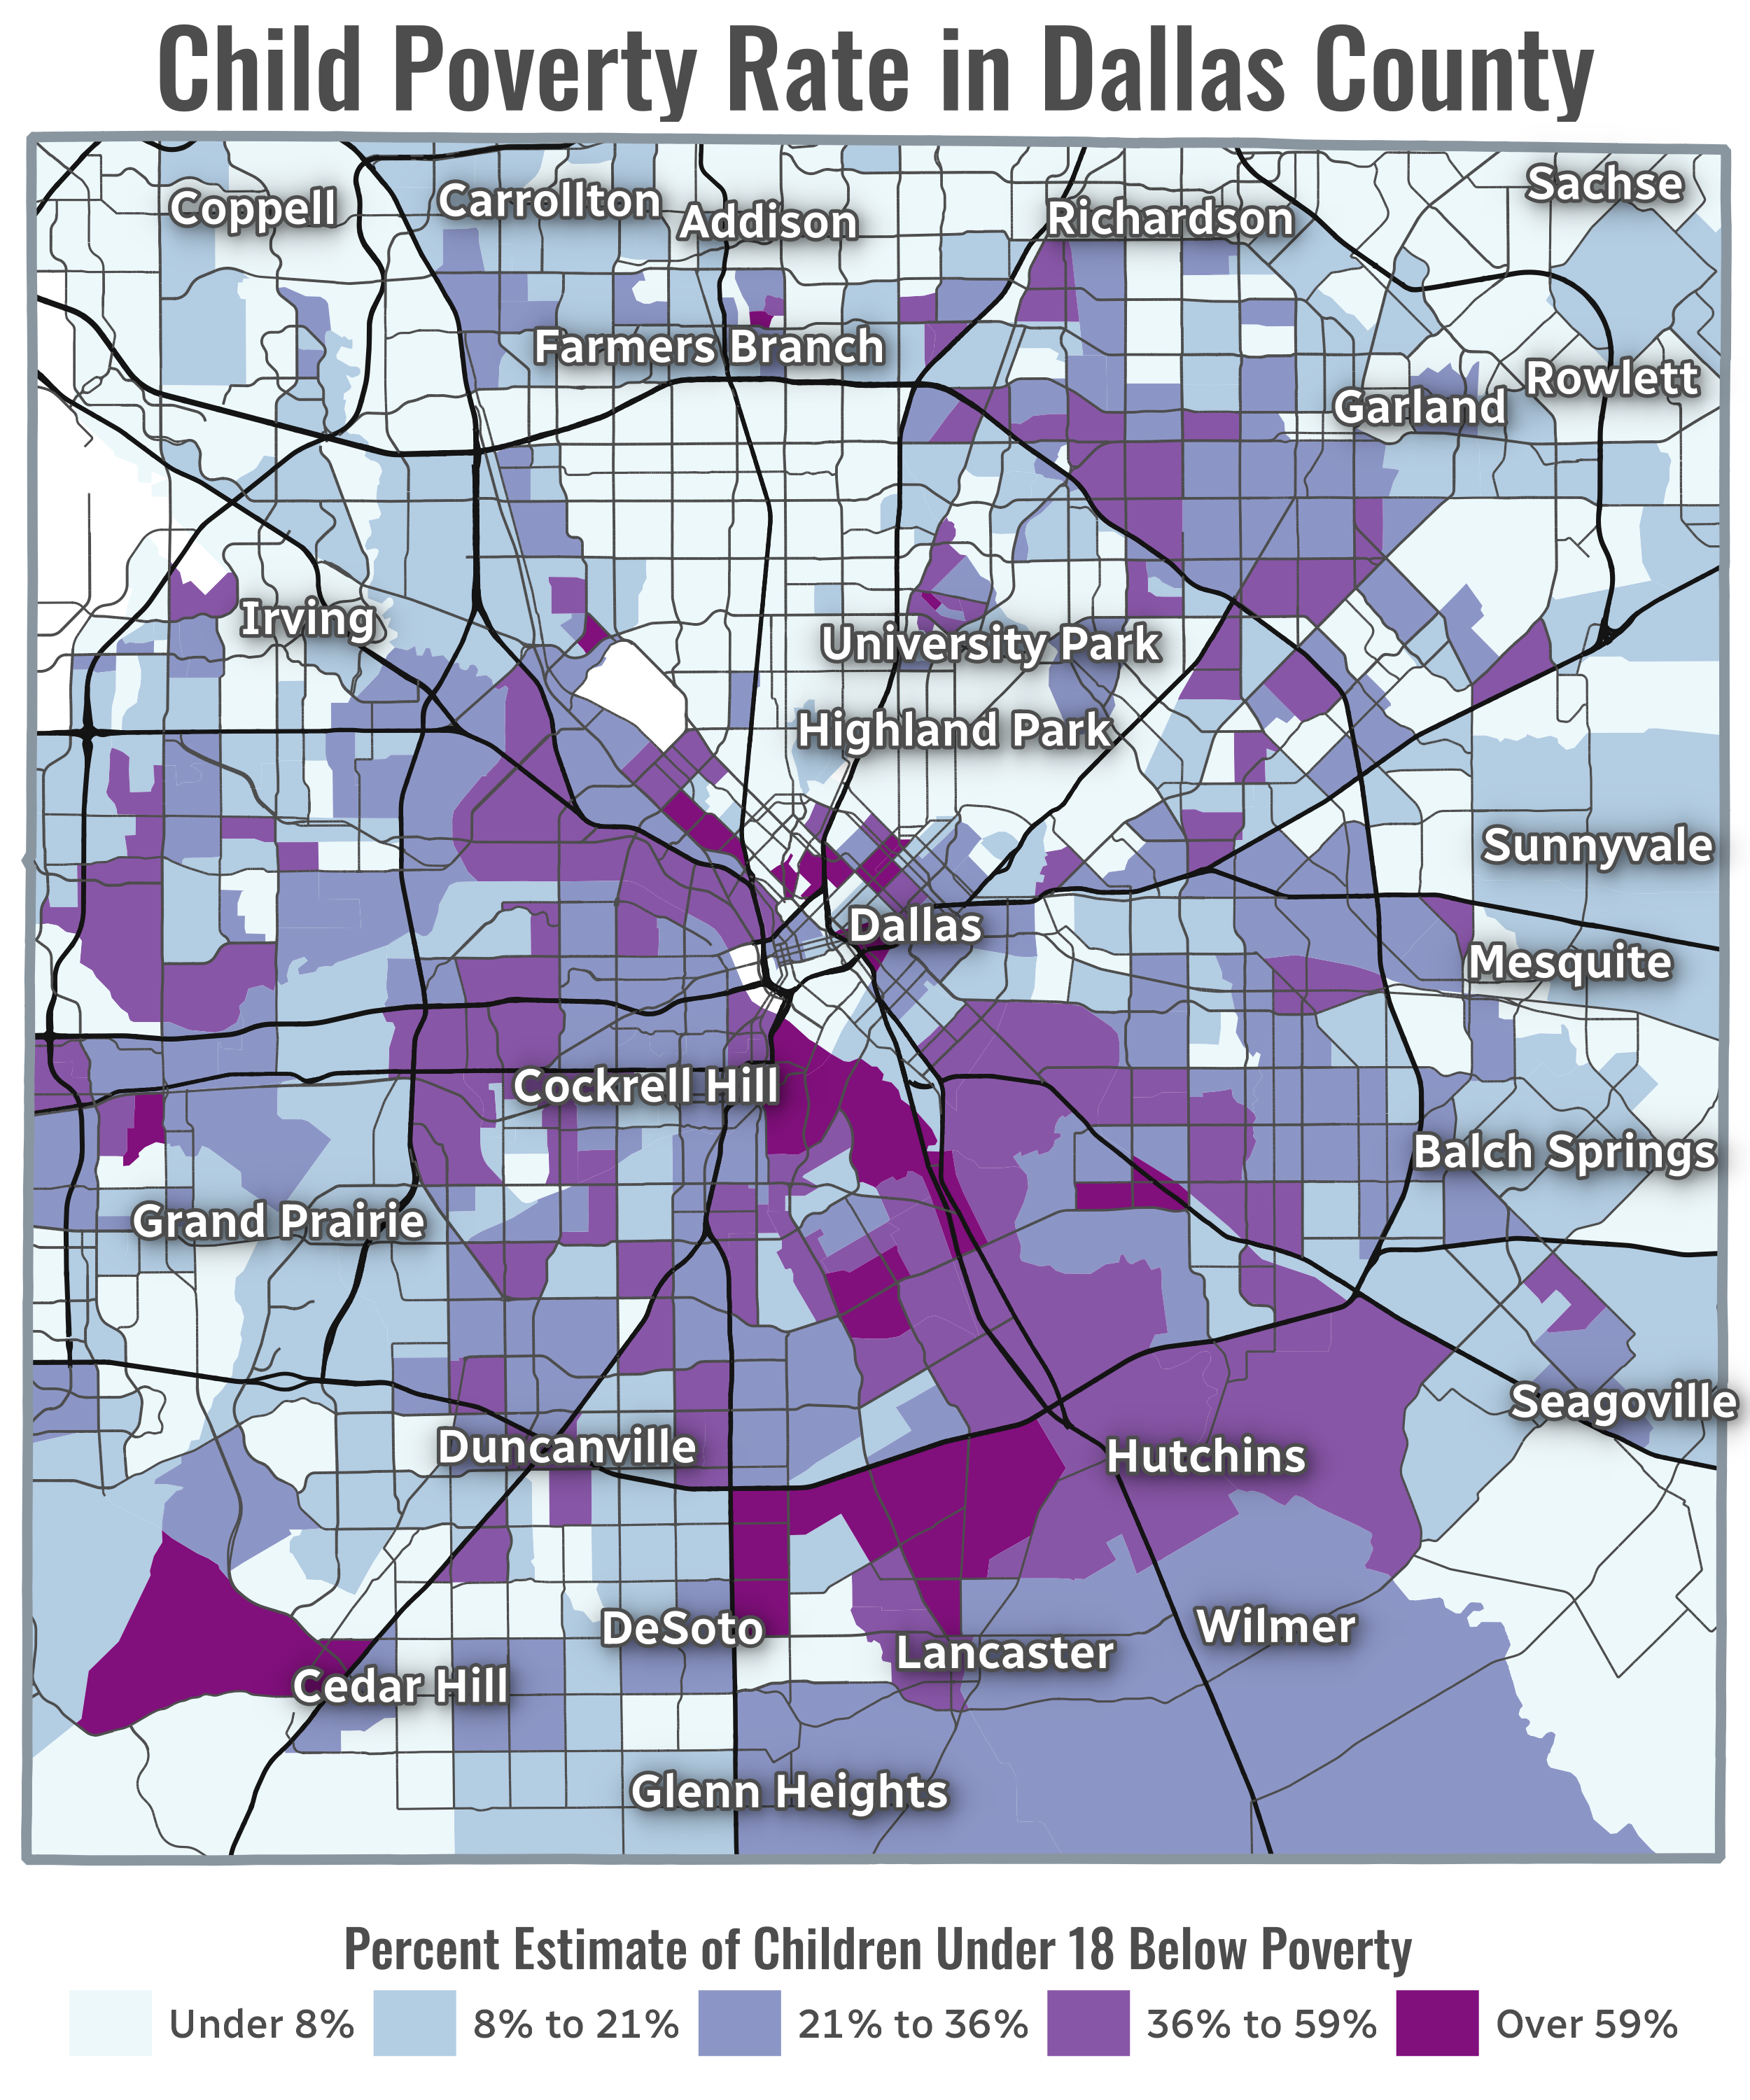 Child Poverty Rate in Dallas County
Sachse
Coppell
Carrollton
Addison
Richardson
Farmers Branch
Rowlett
Garland
Irving
University Park
Highland Park
Sunnyvale
Dallas
Mesquite
Cockrell Hill
Balch Springs
Grand Prairie
Seagoville
Duncanville
Hutchins
DeSoto
Wilmer
Lancaster
Cedar Hill
Glenn Heights
Percent Estimate of Children Under 18 Below Poverty
Under 8% 8% to 21% 21% to 36% 36% to 59% Over 59%